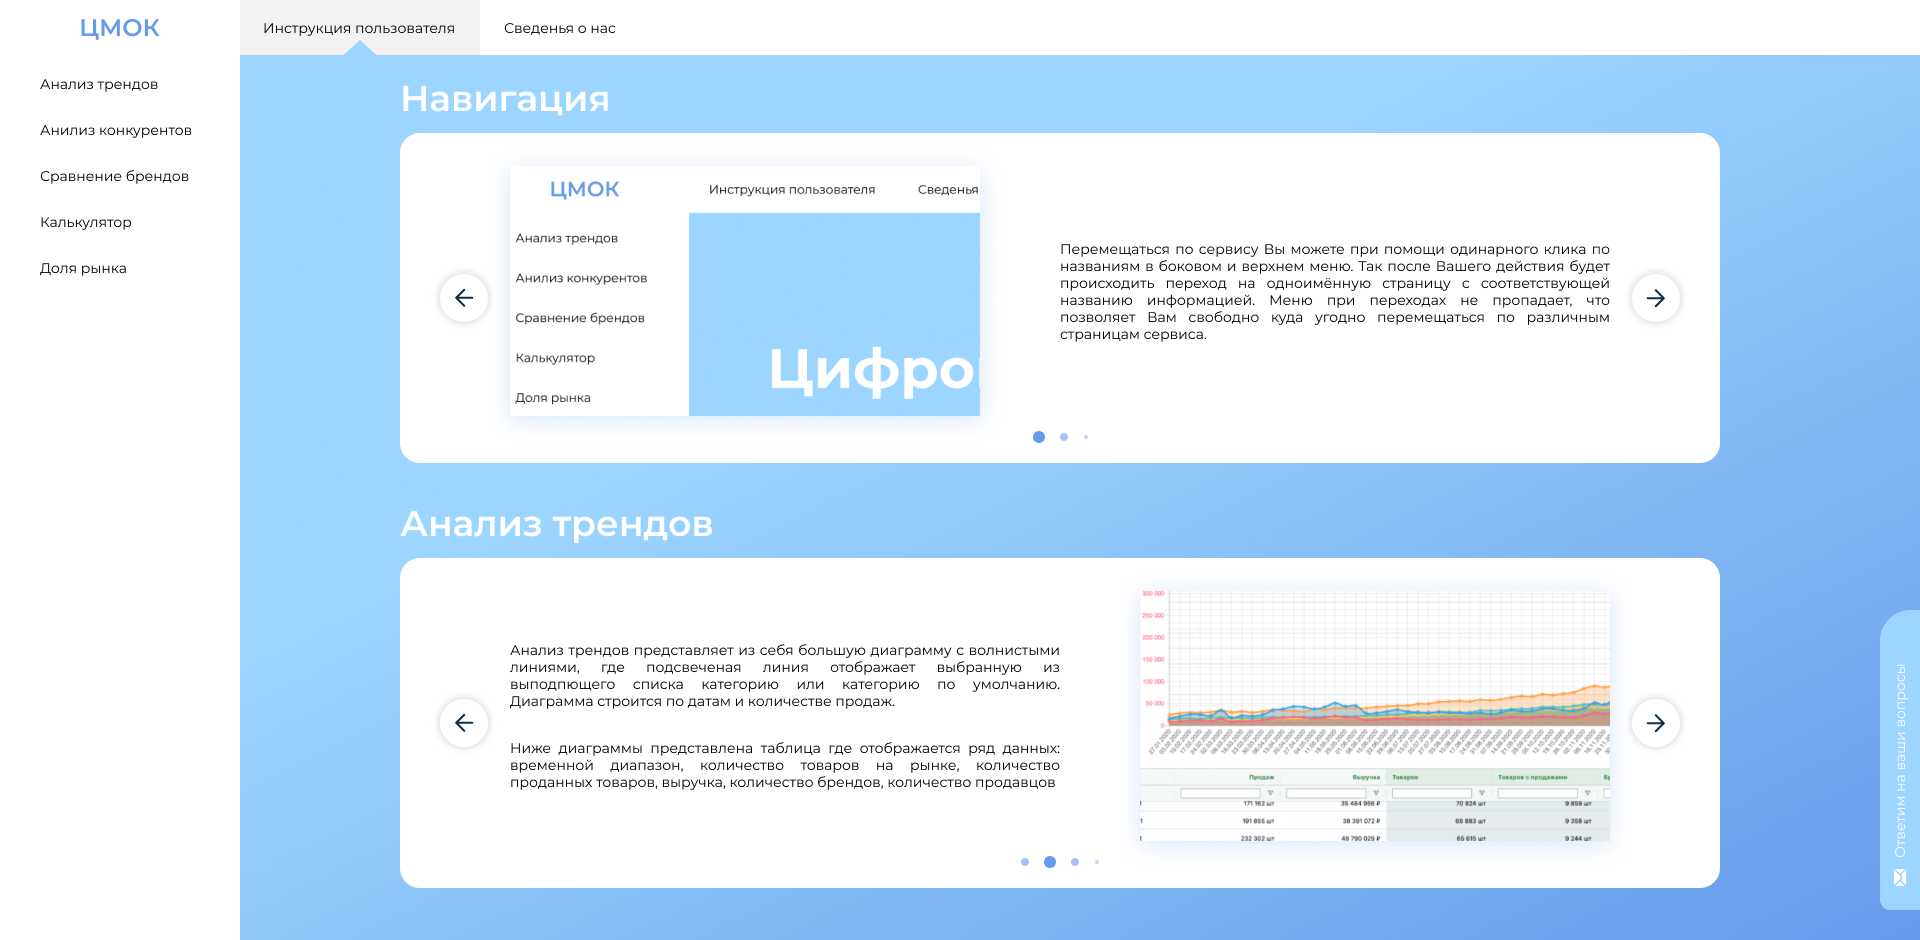 ЦМОК
Инструкция пользователя
Сведенья о нас
Анализ трендов
Анилиз конкурентов
Сравнение брендов
Калькулятор
Доля рынка
Навигация
ЦМОК
Инструкция пользователя
Сведенья
Анализ трендов
Анилиз конкурентов
Сравнение брендов
Калькулятор
Доля рынка
Цифро
Перемещаться по сервису Вы можете при помощи одинарного клика по
названиям в боковом и верхнем меню. Так после Вашего действия будет
происходить переход на одноимённую страницу с соответствующей
названию информацией. Меню при переходах не пропадает, что
позволяет Вам свободно куда угодно перемещаться по различным
страницам сервиса.
Анализ трендов
Анализ трендов представляет из себя большую диаграмму с волнистыми
линиями, где подсвеченая линия отображает выбранную из
выподпющего списка категорию или категорию по умолчанию.
Диаграмма строится по датам и количестве продаж.
Ниже диаграммы представлена таблица где отображается ряд данных:
временной диапазон, количество товаров на рынке, количество
проданных товаров, выручка, количество брендов, количество продавцов
300 000
250 000
200 000
150 000
100 000
50 000
0
Продаж Выручка Товаров Товаров с продажами
171 162 шт 35 484 956 ₽ 70 824 шт 9 859 шт
191 855 шт 38 391 072 ₽ 68 883 шт 9 358 шт
232 302 шт 49 790 029 ₽ 65 615 шт 9 244 шт
Ответим на ваши вопросы